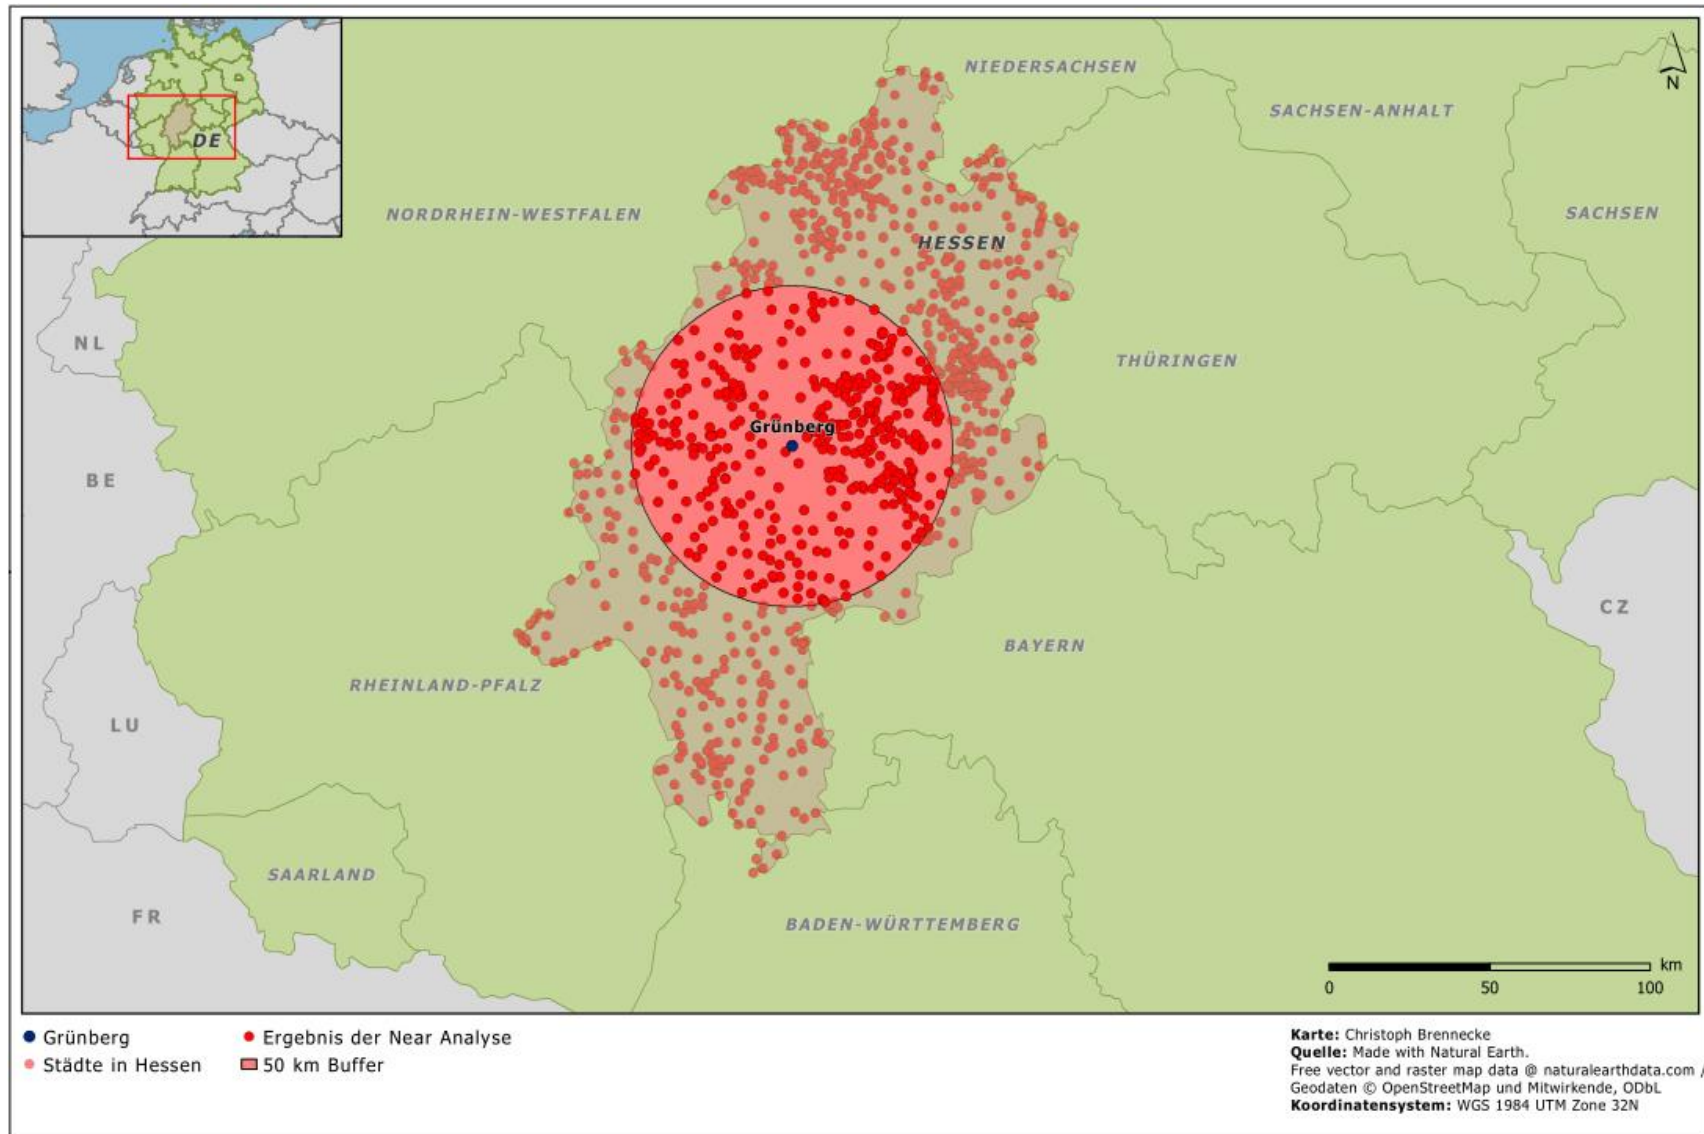 DE
N
NIEDERSACHSEN
SACHSEN-ANHALT
NORDRHEIN-WESTFALEN
SACHSEN
HESSEN
NL
THÜRINGEN
Grünberg
BE
CZ
BAYERN
RHEINLAND-PFALZ
LU
SAARLAND
FR
BADEN-WÜRTTEMBERG
km
0 50 100
Grünberg
Ergebnis der Near Analyse
Städte in Hessen
50 km Buffer
Karte: Christoph Brennecke
Quelle: Made with Natural Earth.
Free vector and raster map data @ naturalearthdata.com /
Geodaten © OpenStreetMap und Mitwirkende, ODbL
Koordinatensystem: WGS 1984 UTM Zone 32N